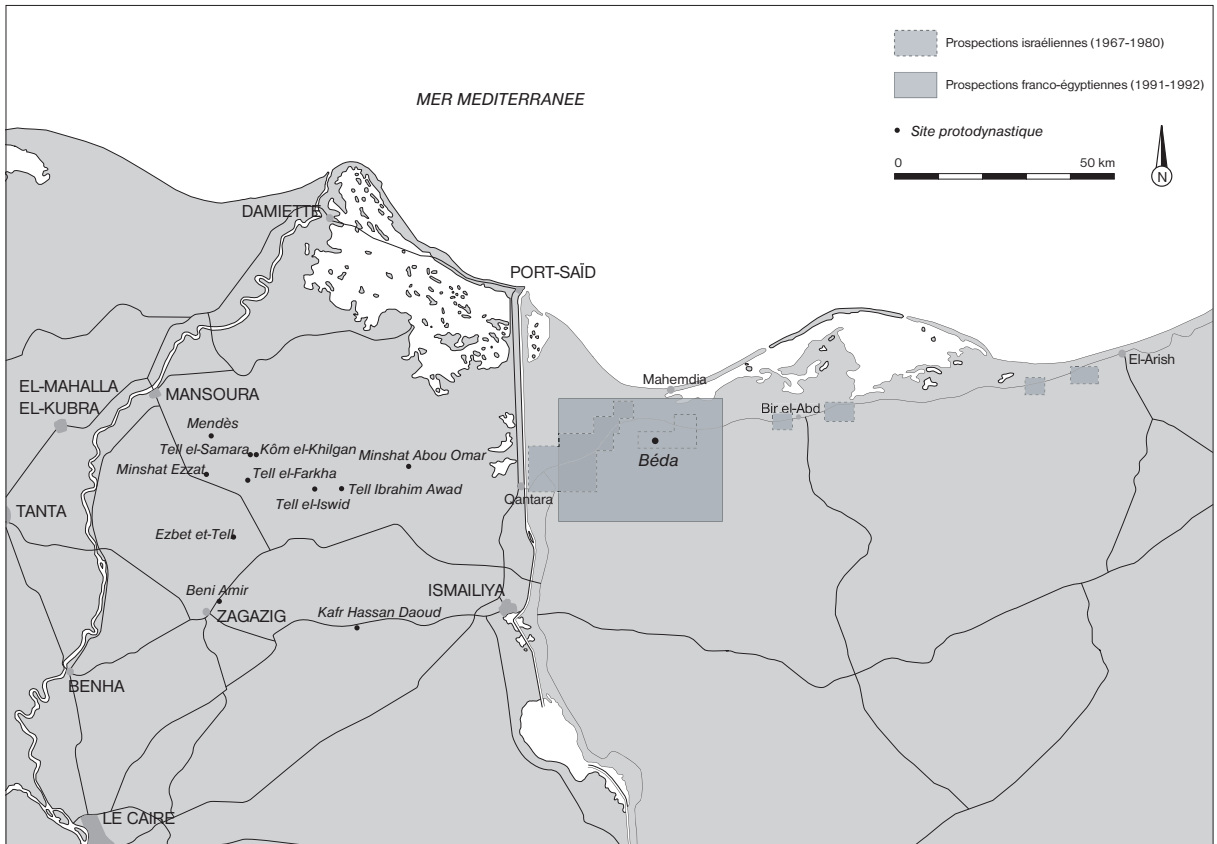 Prospections israéliennes (1967-1980)
Prospections franco-égyptiennes (1991-1992)
MER MEDITERRANEE
Site protodynastique
0 50 km
N
DAMIETTE
PORT-SAÏD
El-Arish
Mahemdia
EL-MAHALLA
EL-KUBRA
MANSOURA
Bir el-Abd
Mendès
Tell el-Samara
Kôm el-Khilgan
Minshat Abou Omar
Béda
Minshat Ezzat
Tell el-Farkha
Tell Ibrahim Awad
Tell el-Iswid
Qantara
TANTA
Ezbet et-Tell
Beni Amir
ISMAILIYA
ZAGAZIG
Kafr Hassan Daoud
BENHA
LE CAIRE